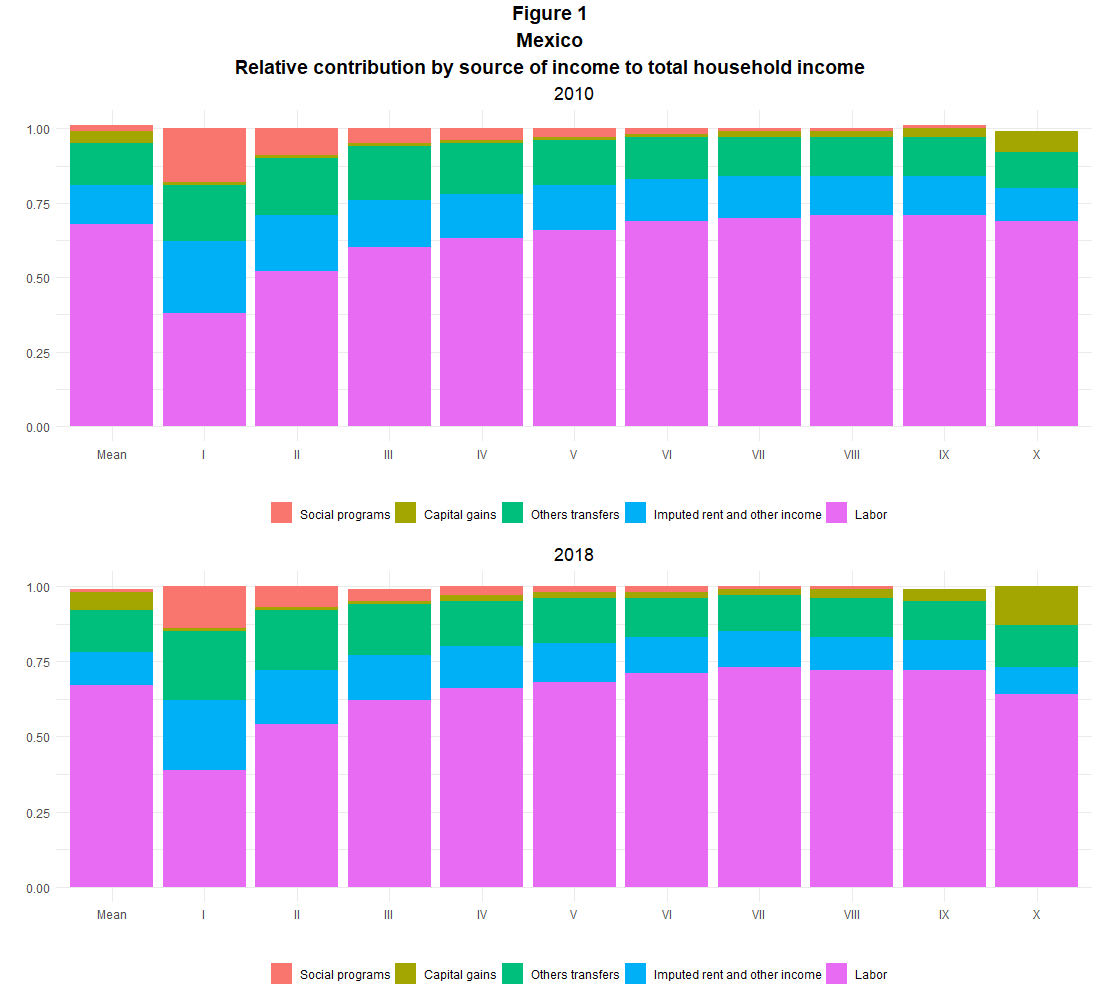 Figure 1
Mexico
Relative contribution by source of income to total household income
2010
1.00
0.75
0.50
0.25
0.00
Mean I II III IV V VI VII VIII IX X
Social programs Capital gains Others transfers Imputed rent and other income Labor
2018
1.00
0.75
0.50
0.25
0.00
Mean I II III IV V VI VII VIII IX X
Social programs Capital gains Others transfers Imputed rent and other income Labor